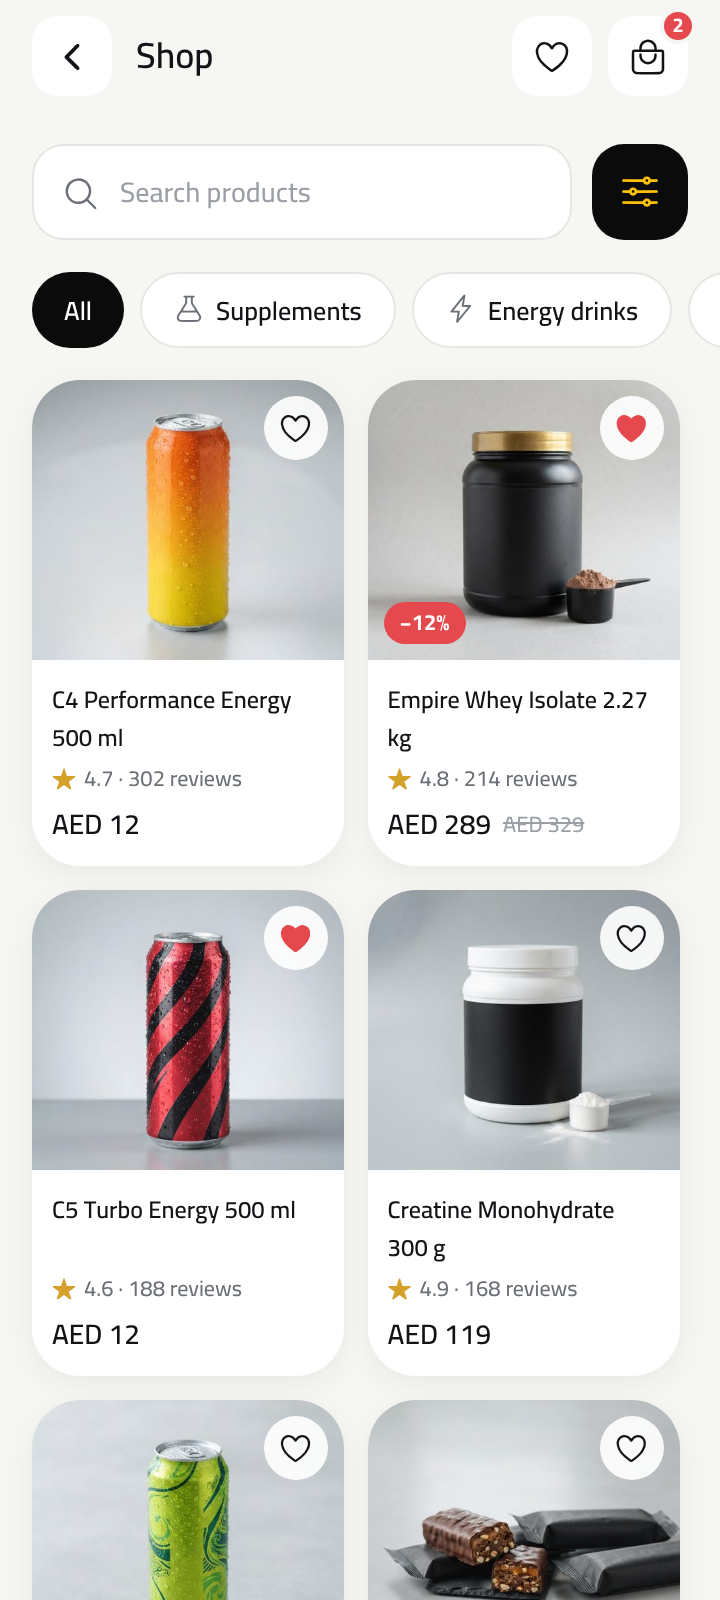 Shop
2
Search products
All
Supplements
Energy drinks
C4 Performance Energy
500 ml
4.7 · 302 reviews
AED 12
−12%
Empire Whey Isolate 2.27
kg
4.8 · 214 reviews
AED 289 AED 329
C5 Turbo Energy 500 ml
4.6 · 188 reviews
AED 12
Creatine Monohydrate
300 g
4.9 · 168 reviews
AED 119